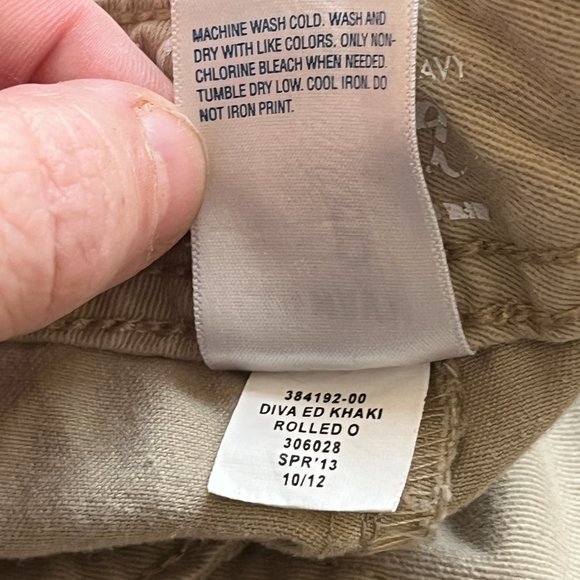 MACHINE WASH COLD. WASH AND
DRY WITH LIKE COLORS. ONLY NON-
CHLORINE BLEACH WHEN NEEDED.
TUMBLE DRY LOW. COOL IRON. DO
NOT IRON PRINT.
AVY
384192-00
DIVA ED KHAKI
ROLLED O
306028
SPR'13
10/12